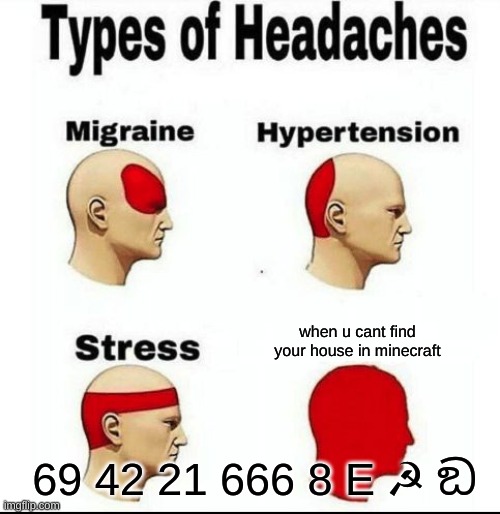 Types of Headaches
Migraine
Hypertension
Stress
when u cant find
your house in minecraft
69 42 21 666 8 E ☭ ඞ
imgflip.com